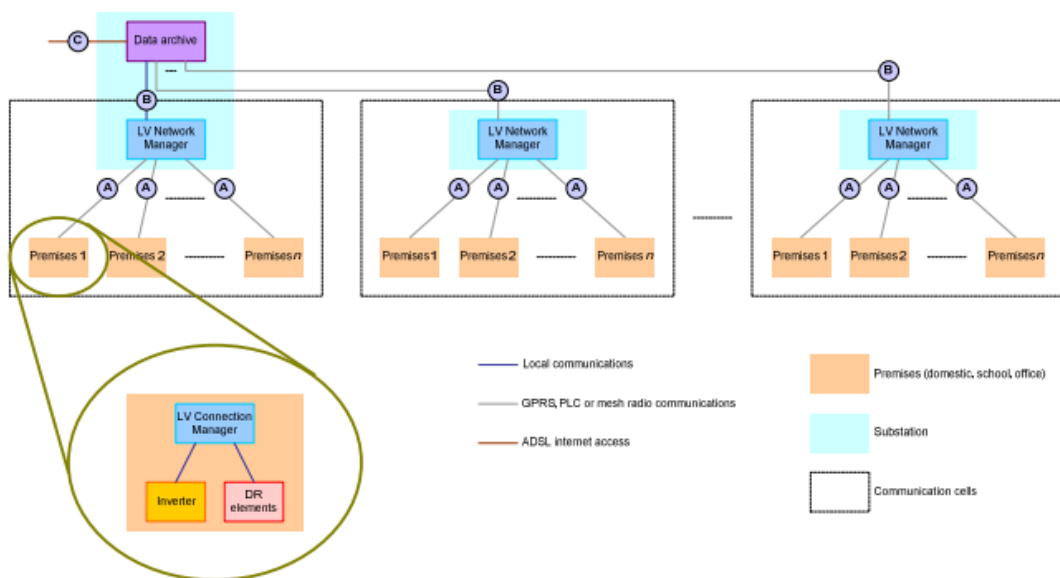 C
Data archive
B
B
B
LV Network
Manager
LV Network
Manager
LV Network
Manager
A
A
A
A
A
A
A
A
A
Premises 1
Premises 2
Premises n
Premises 1
Premises 2
Premises n
Premises 1
Premises 2
Premises n
LV Connection
Manager
Inverter
DR
elements
Local communications
GPRS, PLC or mesh radio communications
ADSL internet access
Premises (domestic, school, office)
Substation
Communication cells